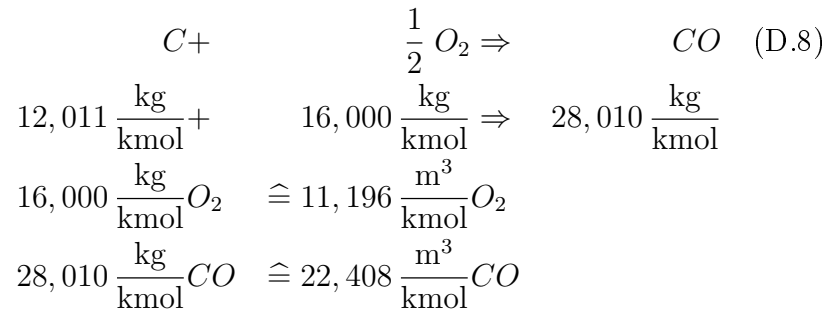 C+ 1/2 O₂ ⇒ CO (D.8)
12,011 kg/kmol + 16,000 kg/kmol ⇒ 28,010 kg/kmol
16,000 kg/kmol O₂ ≙ 11,196 m³/kmol O₂
28,010 kg/kmol CO ≙ 22,408 m³/kmol CO